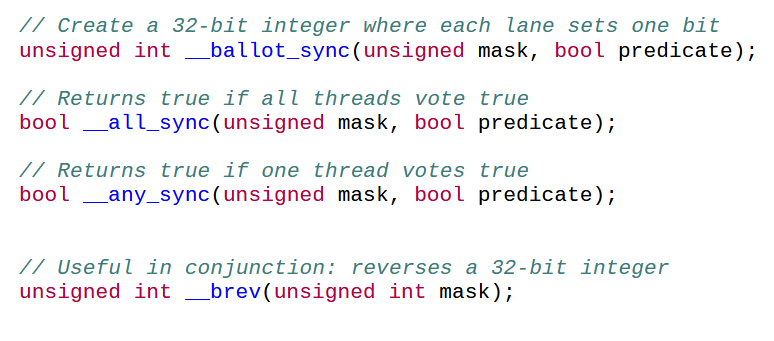 // Create a 32-bit integer where each lane sets one bit
unsigned int __ballot_sync(unsigned mask, bool predicate);
// Returns true if all threads vote true
bool __all_sync(unsigned mask, bool predicate);
// Returns true if one thread votes true
bool __any_sync(unsigned mask, bool predicate);
// Useful in conjunction: reverses a 32-bit integer
unsigned int __brev(unsigned int mask);